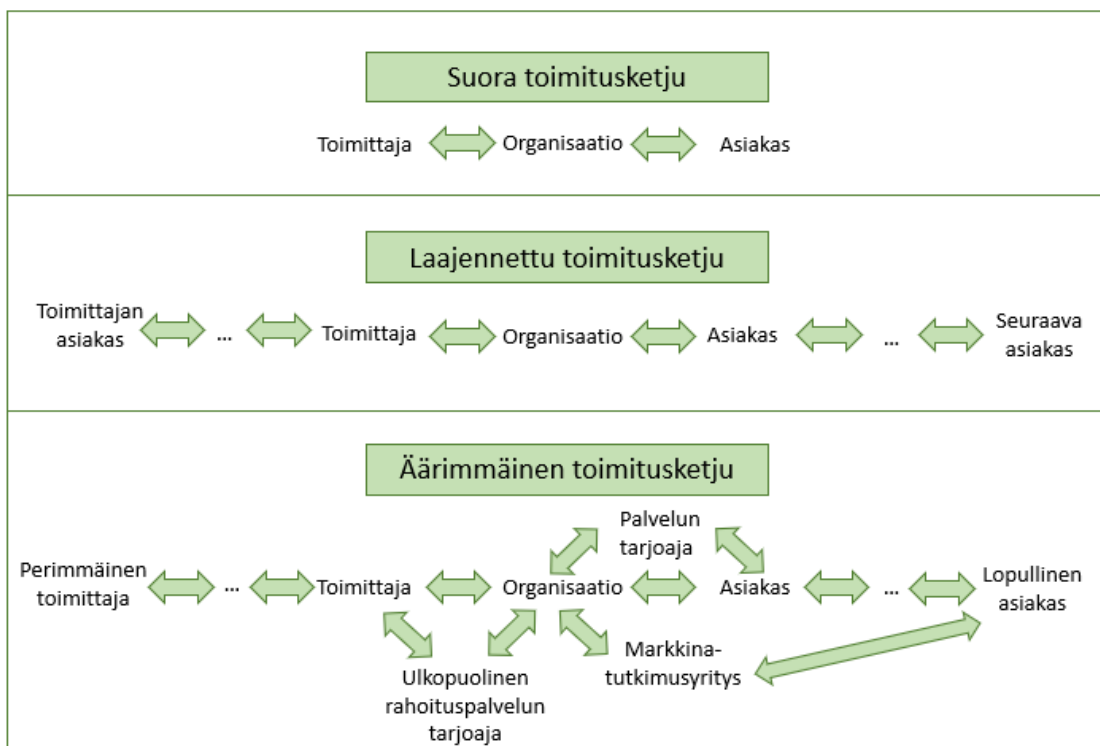 Suora toimitusketju
Toimittaja Organisaatio Asiakas
Laajennettu toimitusketju
Toimittajan
asiakas
...
Toimittaja
Organisaatio
Asiakas
...
Seuraava
asiakas
Äärimmäinen toimitusketju
Palvelun
tarjoaja
Perimmäinen
toimittaja
...
Toimittaja
Organisaatio
Asiakas
...
Lopullinen
asiakas
Ulkopuolinen
rahoituspalvelun
tarjoaja
Markkina-
tutkimusyritys